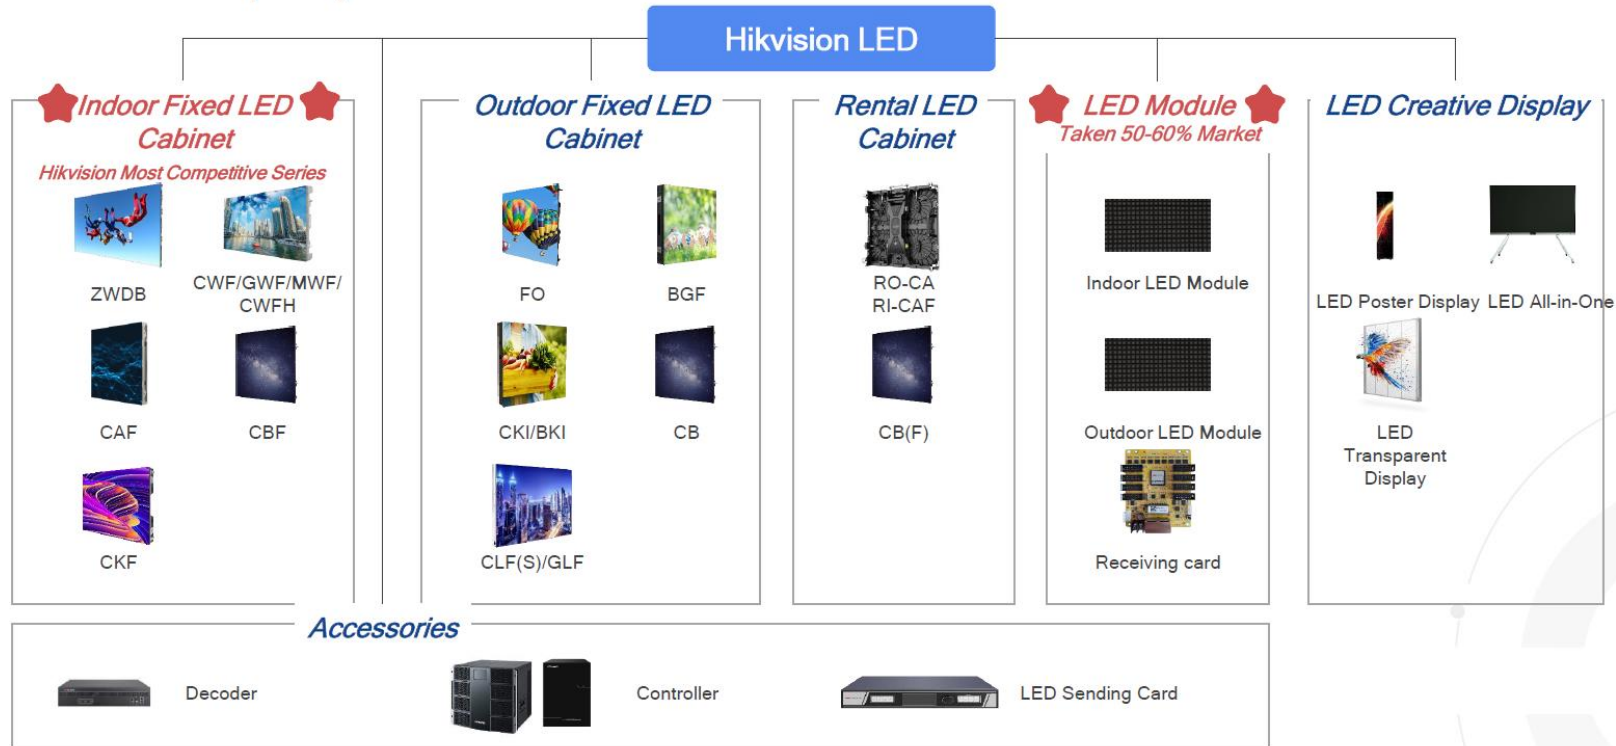 Hikvision LED
Indoor Fixed LED
Cabinet
Hikvision Most Competitive Series
ZWDB
CWF/GWF/MWF/
CWFH
CAF
CBF
CKF
Outdoor Fixed LED
Cabinet
FO
BGF
CKI/BKI
CB
CLF(S)/GLF
Rental LED
Cabinet
RO-CA
RI-CAF
CB(F)
LED Module
Taken 50-60% Market
Indoor LED Module
Outdoor LED Module
Receiving card
LED Creative Display
LED Poster Display
LED All-in-One
LED
Transparent
Display
Accessories
Decoder
Controller
LED Sending Card